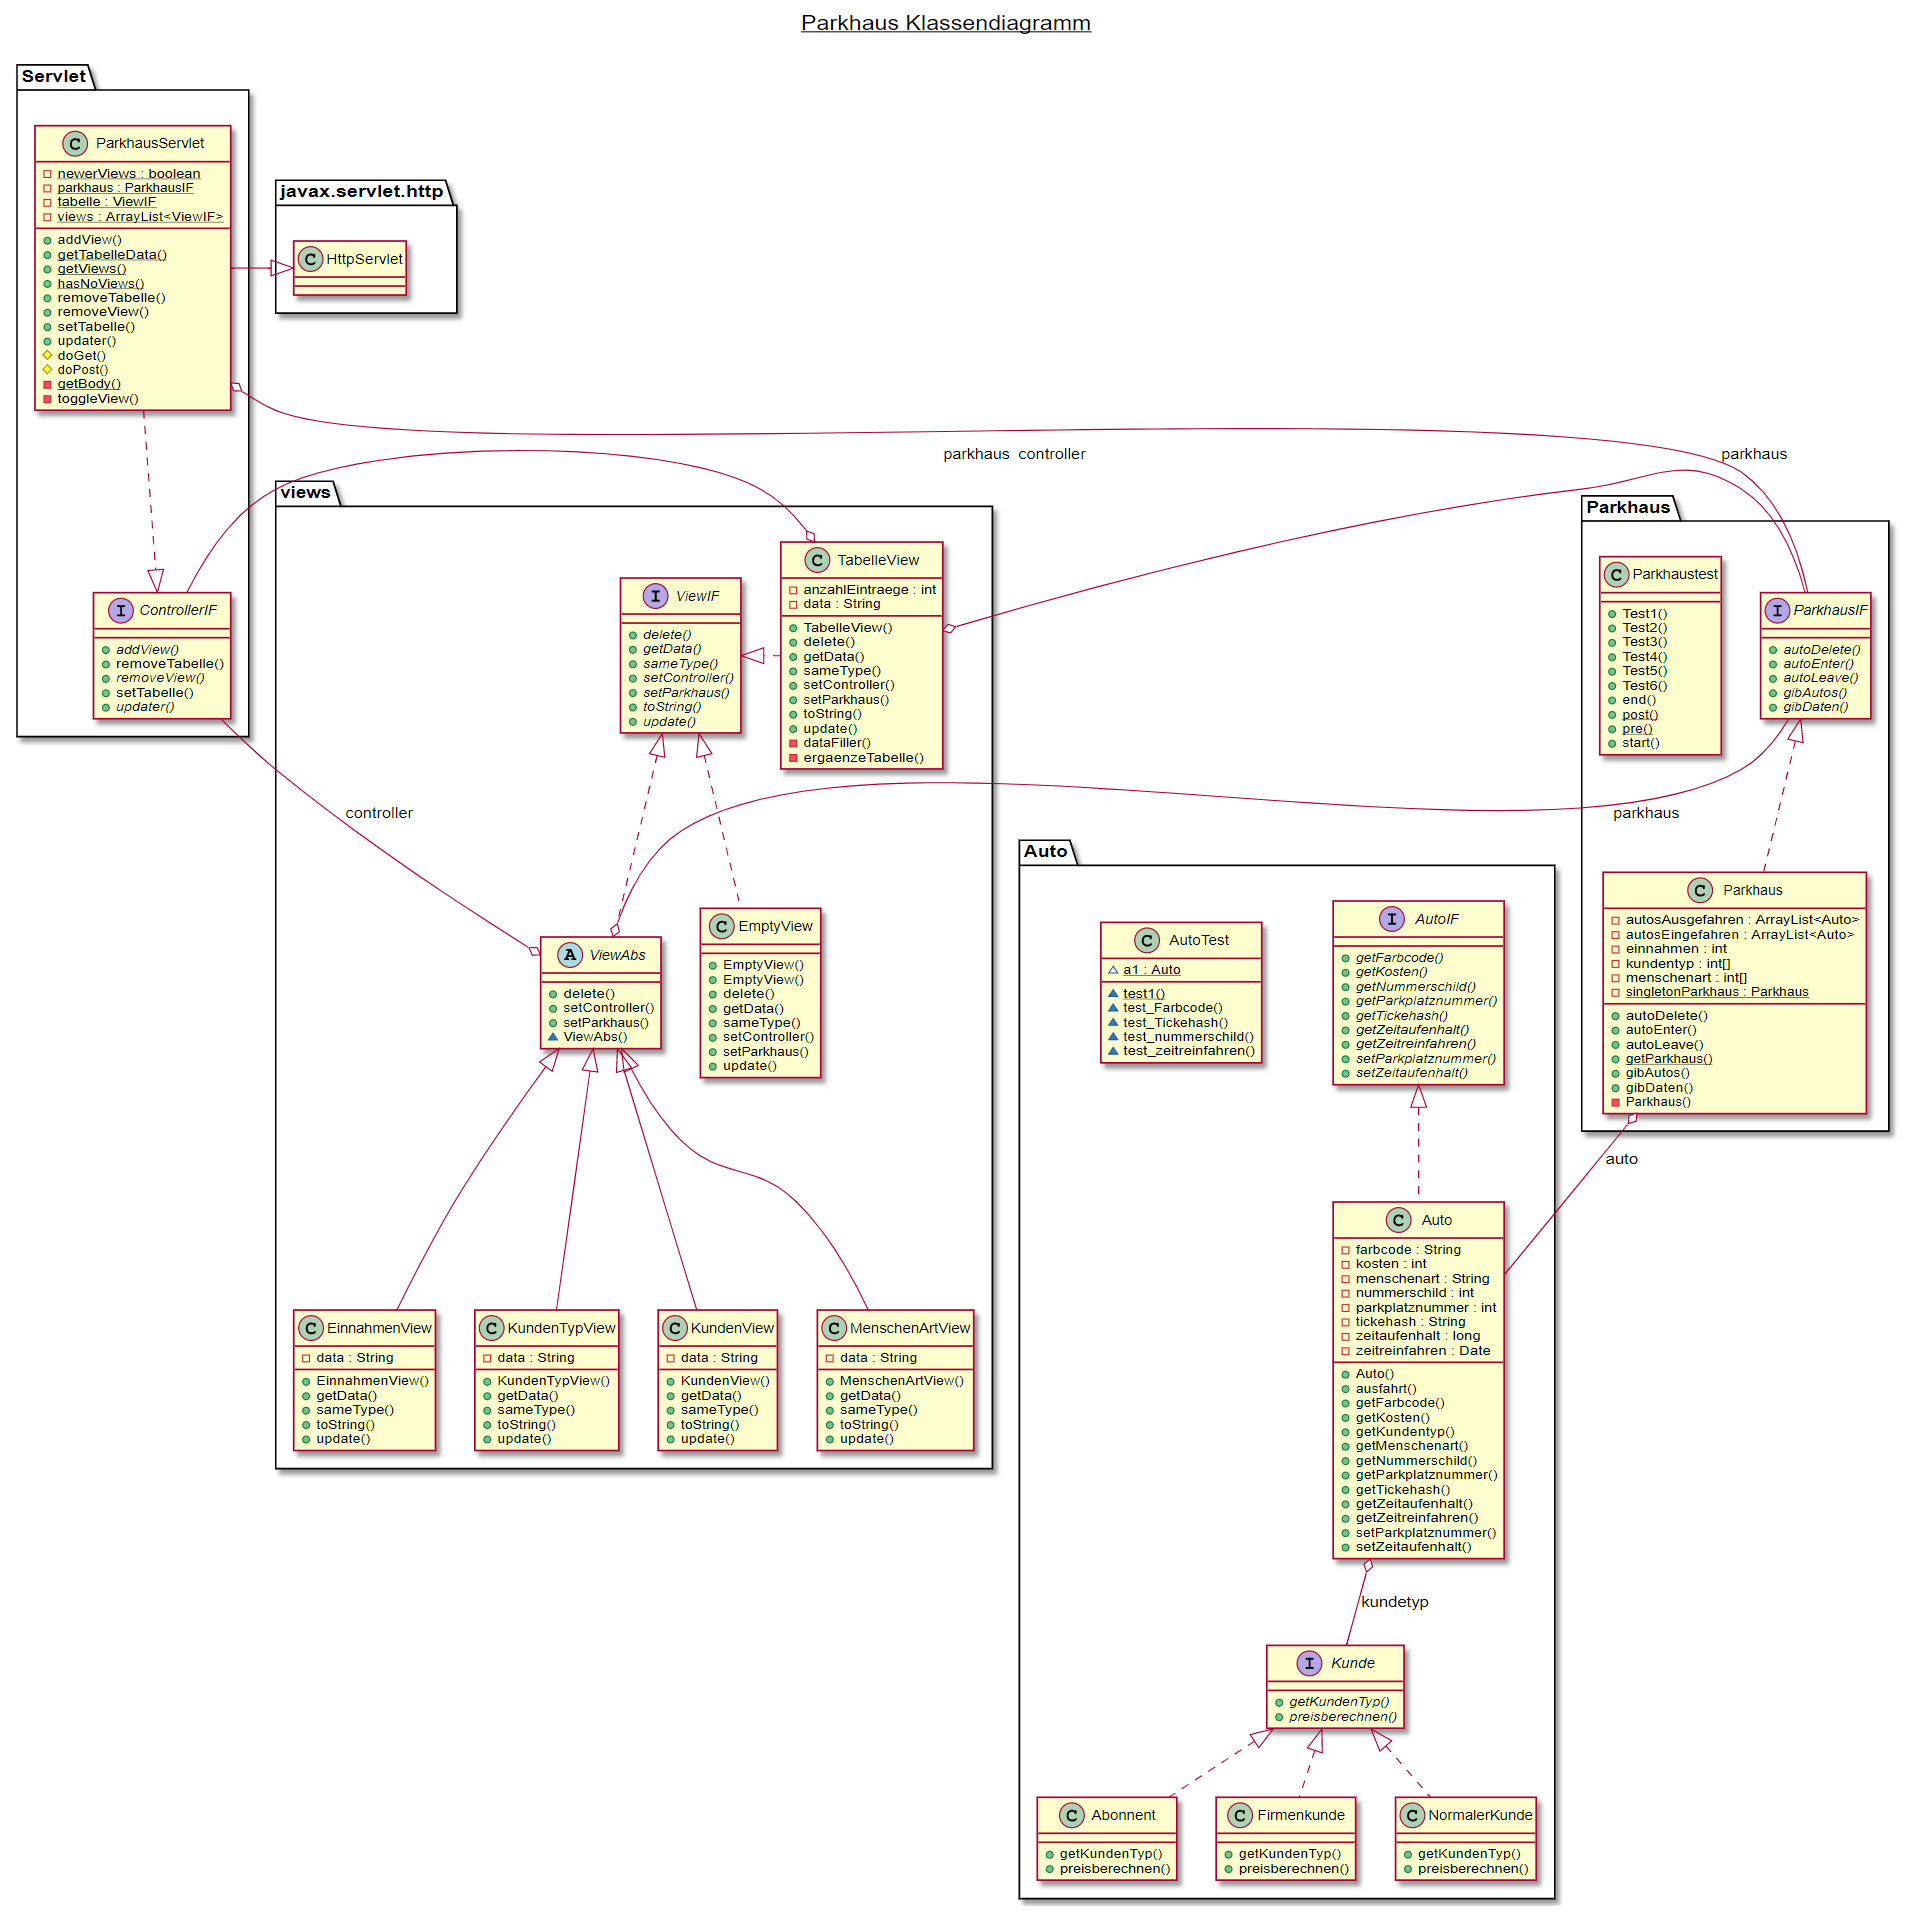 Parkhaus Klassendiagramm
Servlet
ParkhausServlet
newerViews : boolean
parkhaus : ParkhausIF
tabelle : ViewIF
views : ArrayList<ViewIF>
addView()
getTabelleData()
getViews()
hasNoViews()
removeTabelle()
removeView()
setTabelle()
updater()
doGet()
doPost()
getBody()
toggleView()
javax.servlet.http
HttpServlet
parkhaus controller
parkhaus
ControllerIF
addView()
removeTabelle()
removeView()
setTabelle()
updater()
views
ViewIF
delete()
getData()
sameType()
setController()
setParkhaus()
toString()
update()
TabelleView
anzahlEintraege : int
data : String
TabelleView()
delete()
getData()
sameType()
setController()
setParkhaus()
toString()
update()
dataFiller()
ergaenzeTabelle()
Parkhaus
Parkhaustest
Test1()
Test2()
Test3()
Test4()
Test5()
Test6()
end()
post()
pre()
start()
ParkhausIF
autoDelete()
autoEnter()
autoLeave()
gibAutos()
gibDaten()
controller
parkhaus
ViewAbs
delete()
setController()
setParkhaus()
ViewAbs()
EmptyView
EmptyView()
EmptyView()
delete()
getData()
sameType()
setController()
setParkhaus()
update()
Auto
AutoTest
a1 : Auto
test1()
test_Farbcode()
test_Tickehash()
test_nummerschild()
test_zeitreinfahren()
AutoIF
getFarbcode()
getKosten()
getNummerschild()
getParkplatznummer()
getTickehash()
getZeitaufenhalt()
getZeitreinfahren()
setParkplatznummer()
setZeitaufenhalt()
Parkhaus
autosAusgefahren : ArrayList<Auto>
autosEingefahren : ArrayList<Auto>
einnahmen : int
kundentyp : int[]
menschenart : int[]
singletonParkhaus : Parkhaus
autoDelete()
autoEnter()
autoLeave()
getParkhaus()
gibAutos()
gibDaten()
Parkhaus()
auto
EinnahmenView
data : String
EinnahmenView()
getData()
sameType()
toString()
update()
KundenTypView
data : String
KundenTypView()
getData()
sameType()
toString()
update()
KundenView
data : String
KundenView()
getData()
sameType()
toString()
update()
MenschenArtView
data : String
MenschenArtView()
getData()
sameType()
toString()
update()
Auto
farbcode : String
kosten : int
menschenart : String
nummerschild : int
parkplatznummer : int
tickehash : String
zeitaufenhalt : long
zeitreinfahren : Date
Auto()
ausfahrt()
getFarbcode()
getKosten()
getKundentyp()
getMenschenart()
getNummerschild()
getParkplatznummer()
getTickehash()
getZeitaufenhalt()
getZeitreinfahren()
setParkplatznummer()
setZeitaufenhalt()
kundetyp
Kunde
getKundenTyp()
preisberechnen()
Abonnent
getKundenTyp()
preisberechnen()
Firmenkunde
getKundenTyp()
preisberechnen()
NormalerKunde
getKundenTyp()
preisberechnen()